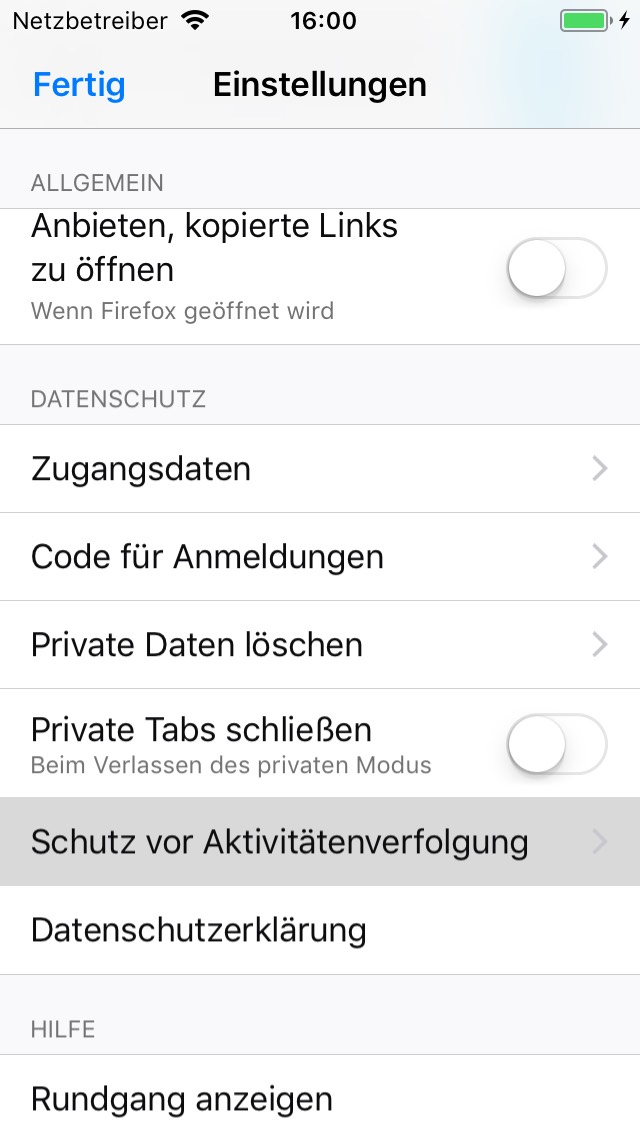 Netzbetreiber 16:00
Fertig Einstellungen
ALLGEMEIN
Anbieten, kopierte Links
zu öffnen
Wenn Firefox geöffnet wird
DATENSCHUTZ
Zugangsdaten
Code für Anmeldungen
Private Daten löschen
Private Tabs schließen
Beim Verlassen des privaten Modus
Schutz vor Aktivitätenverfolgung
Datenschutzerklärung
HILFE
Rundgang anzeigen